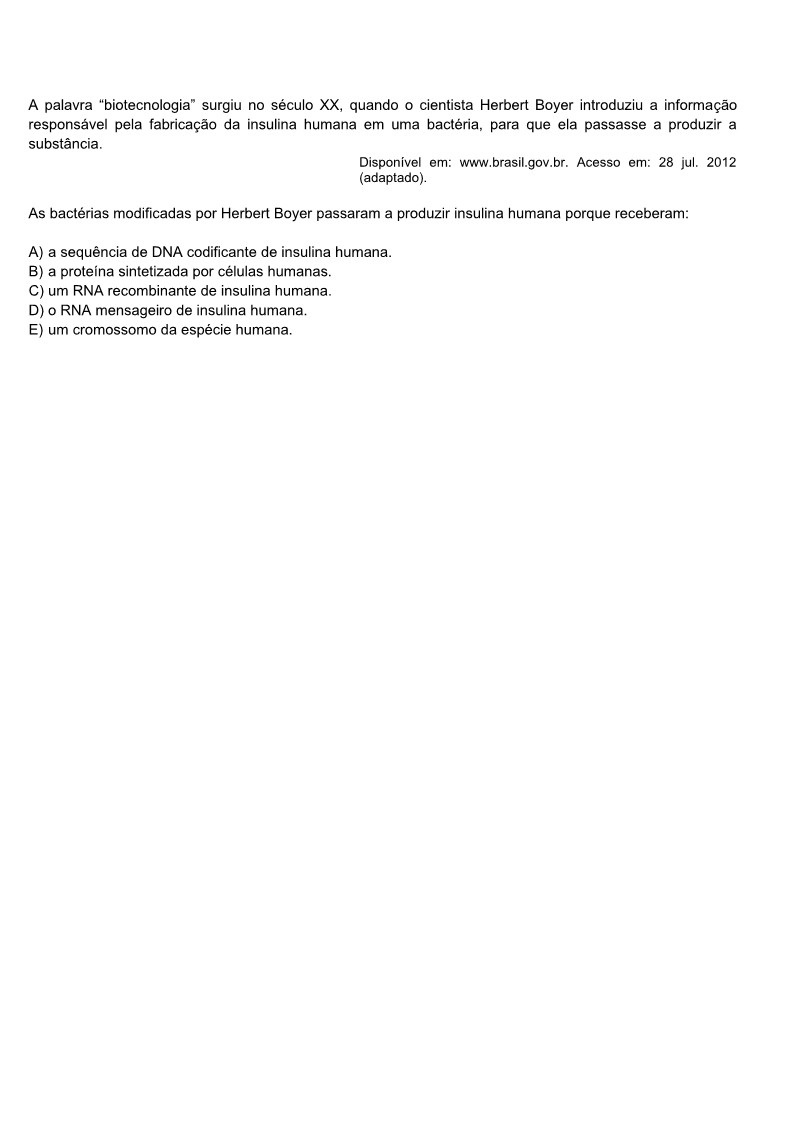 A palavra “biotecnologia” surgiu no século XX, quando o cientista Herbert Boyer introduziu a informação
responsável pela fabricação da insulina humana em uma bactéria, para que ela passasse a produzir a
substância.
Disponível em: www.brasil.gov.br. Acesso em: 28 jul. 2012
(adaptado).
As bactérias modificadas por Herbert Boyer passaram a produzir insulina humana porque receberam:
A) a sequência de DNA codificante de insulina humana.
B) a proteína sintetizada por células humanas.
C) um RNA recombinante de insulina humana.
D) o RNA mensageiro de insulina humana.
E) um cromossomo da espécie humana.